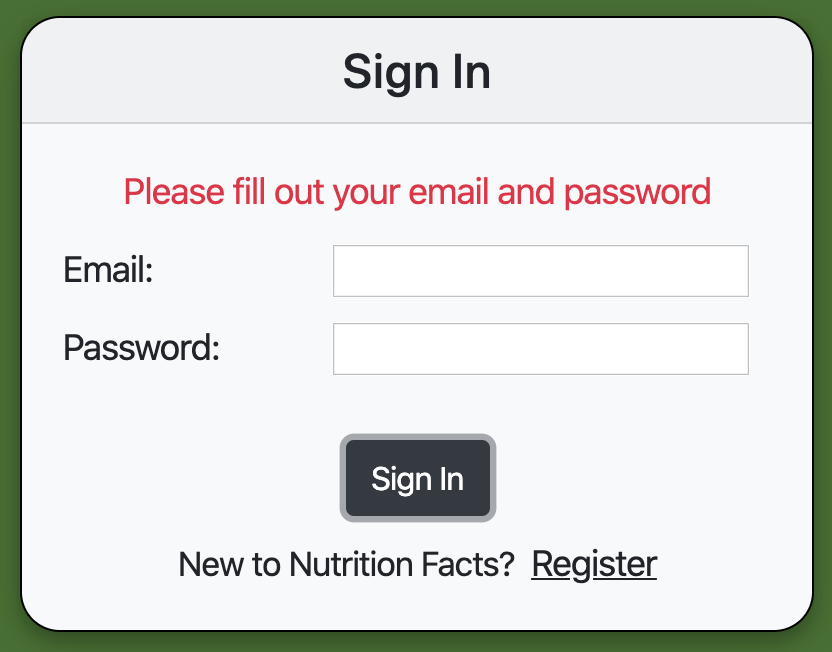 Sign In
Please fill out your email and password
Email:
Password:
Sign In
New to Nutrition Facts? Register